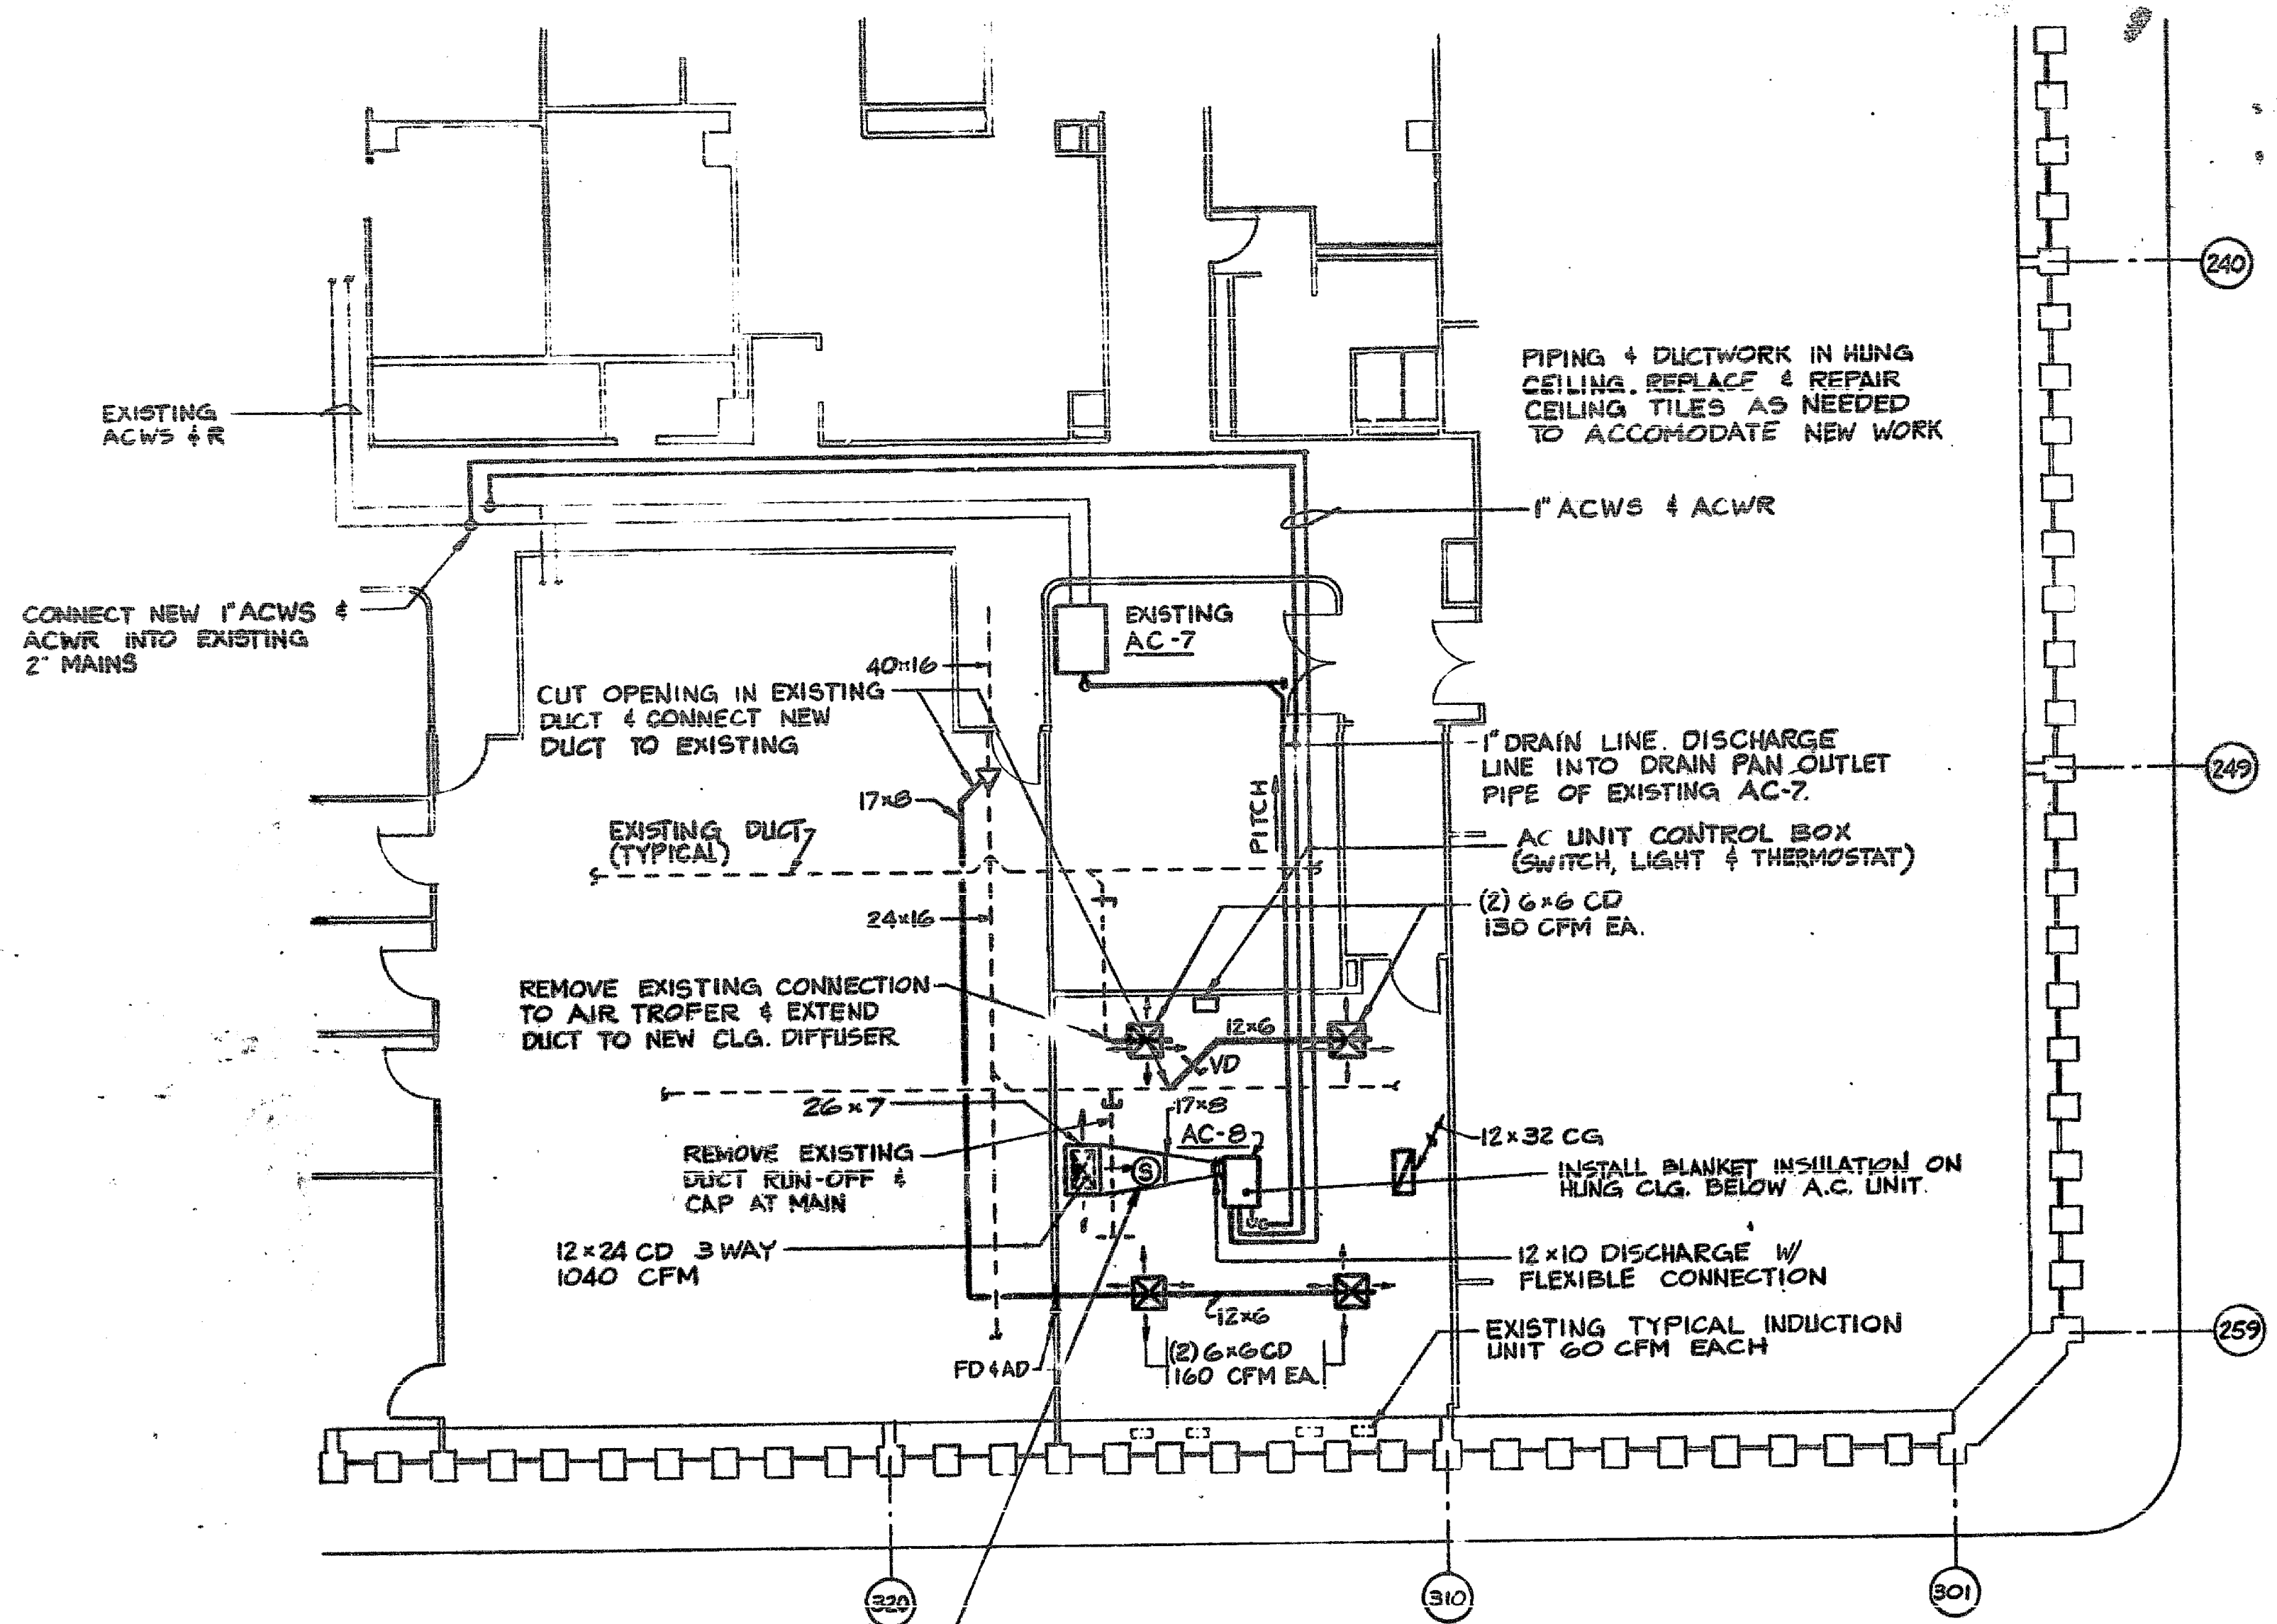 240
PIPING & DUCTWORK IN HUNG
CEILING. REPLACE & REPAIR
CEILING TILES AS NEEDED
TO ACCOMODATE NEW WORK
EXISTING
ACWS & R
1" ACWS & ACWR
CONNECT NEW 1" ACWS &
ACWR INTO EXISTING
2" MAINS
EXISTING
AC-7
40x16
CUT OPENING IN EXISTING
DUCT & CONNECT NEW
DUCT TO EXISTING
1" DRAIN LINE. DISCHARGE
LINE INTO DRAIN PAN OUTLET
PIPE OF EXISTING AC-7.
249
17x8
PITCH
EXISTING DUCT
(TYPICAL)
AC UNIT CONTROL BOX
(SWITCH, LIGHT & THERMOSTAT)
24x16
(2) 6x6 CD
130 CFM EA.
REMOVE EXISTING CONNECTION
TO AIR TROFER & EXTEND
DUCT TO NEW CLG. DIFFUSER
12x6
VD
26x7
17x8
AC-8
12x32 CG
REMOVE EXISTING
DUCT RUN-OFF &
CAP AT MAIN
S
INSTALL BLANKET INSULATION ON
HUNG CLG. BELOW A.C. UNIT.
12x24 CD 3 WAY
1040 CFM
12x10 DISCHARGE W/
FLEXIBLE CONNECTION
12x6
EXISTING TYPICAL INDUCTION
UNIT 60 CFM EACH
259
FD & AD
(2) 6x6 CD
160 CFM EA.
320
310
301